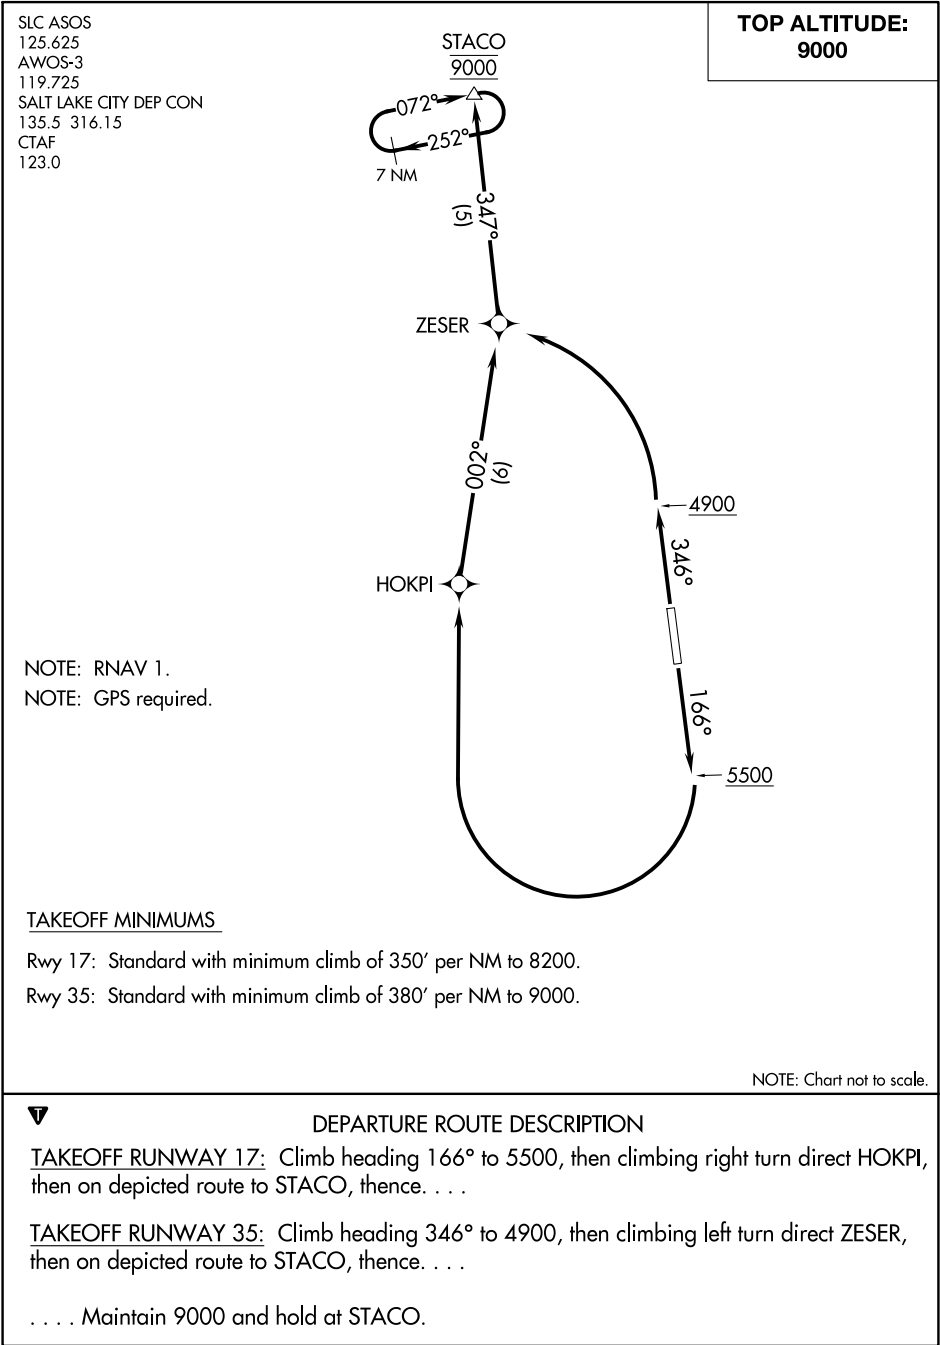 SLC ASOS
125.625
AWOS-3
119.725
SALT LAKE CITY DEP CON
135.5 316.15
CTAF
123.0
TOP ALTITUDE:
9000
STACO
9000
072°
252°
7 NM
347°
(5)
ZESER
002°
(9)
4900
346°
HOKPI
166°
5500
NOTE: RNAV 1.
NOTE: GPS required.
TAKEOFF MINIMUMS
Rwy 17: Standard with minimum climb of 350' per NM to 8200.
Rwy 35: Standard with minimum climb of 380' per NM to 9000.
NOTE: Chart not to scale.
T
DEPARTURE ROUTE DESCRIPTION
TAKEOFF RUNWAY 17: Climb heading 166° to 5500, then climbing right turn direct HOKPI,
then on depicted route to STACO, thence. . . .
TAKEOFF RUNWAY 35: Climb heading 346° to 4900, then climbing left turn direct ZESER,
then on depicted route to STACO, thence. . . .
. . . . Maintain 9000 and hold at STACO.